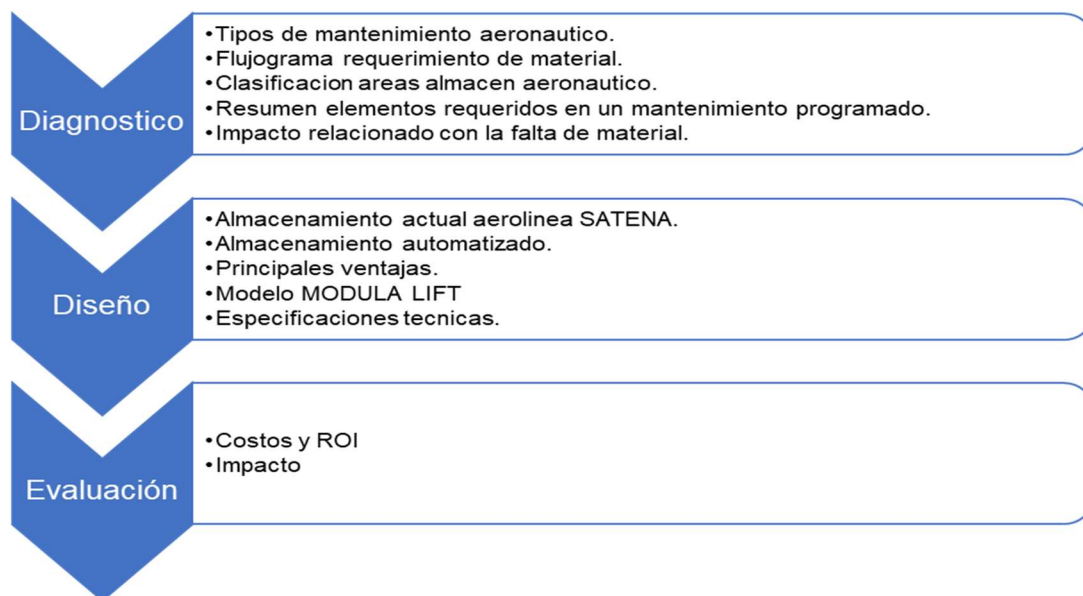 Diagnostico
•Tipos de mantenimiento aeronautico.
•Flujograma requerimiento de material.
•Clasificacion areas almacen aeronautico.
•Resumen elementos requeridos en un mantenimiento programado.
•Impacto relacionado con la falta de material.
Diseño
•Almacenamiento actual aerolinea SATENA.
•Almacenamiento automatizado.
•Principales ventajas.
•Modelo MODULA LIFT
•Especificaciones tecnicas.
Evaluación
•Costos y ROI
•Impacto